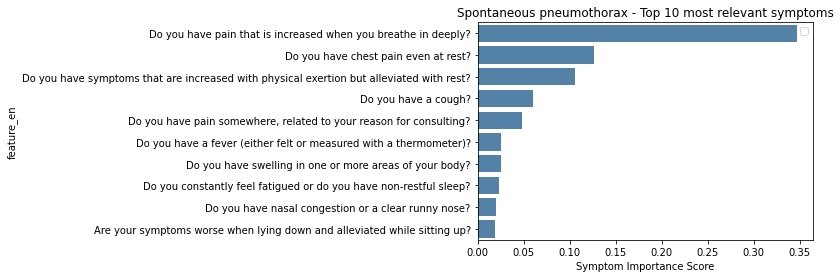 Spontaneous pneumothorax - Top 10 most relevant symptoms
feature_en
Do you have pain that is increased when you breathe in deeply?
Do you have chest pain even at rest?
Do you have symptoms that are increased with physical exertion but alleviated with rest?
Do you have a cough?
Do you have pain somewhere, related to your reason for consulting?
Do you have a fever (either felt or measured with a thermometer)?
Do you have swelling in one or more areas of your body?
Do you constantly feel fatigued or do you have non-restful sleep?
Do you have nasal congestion or a clear runny nose?
Are your symptoms worse when lying down and alleviated while sitting up?
0.00 0.05 0.10 0.15 0.20 0.25 0.30 0.35
Symptom Importance Score